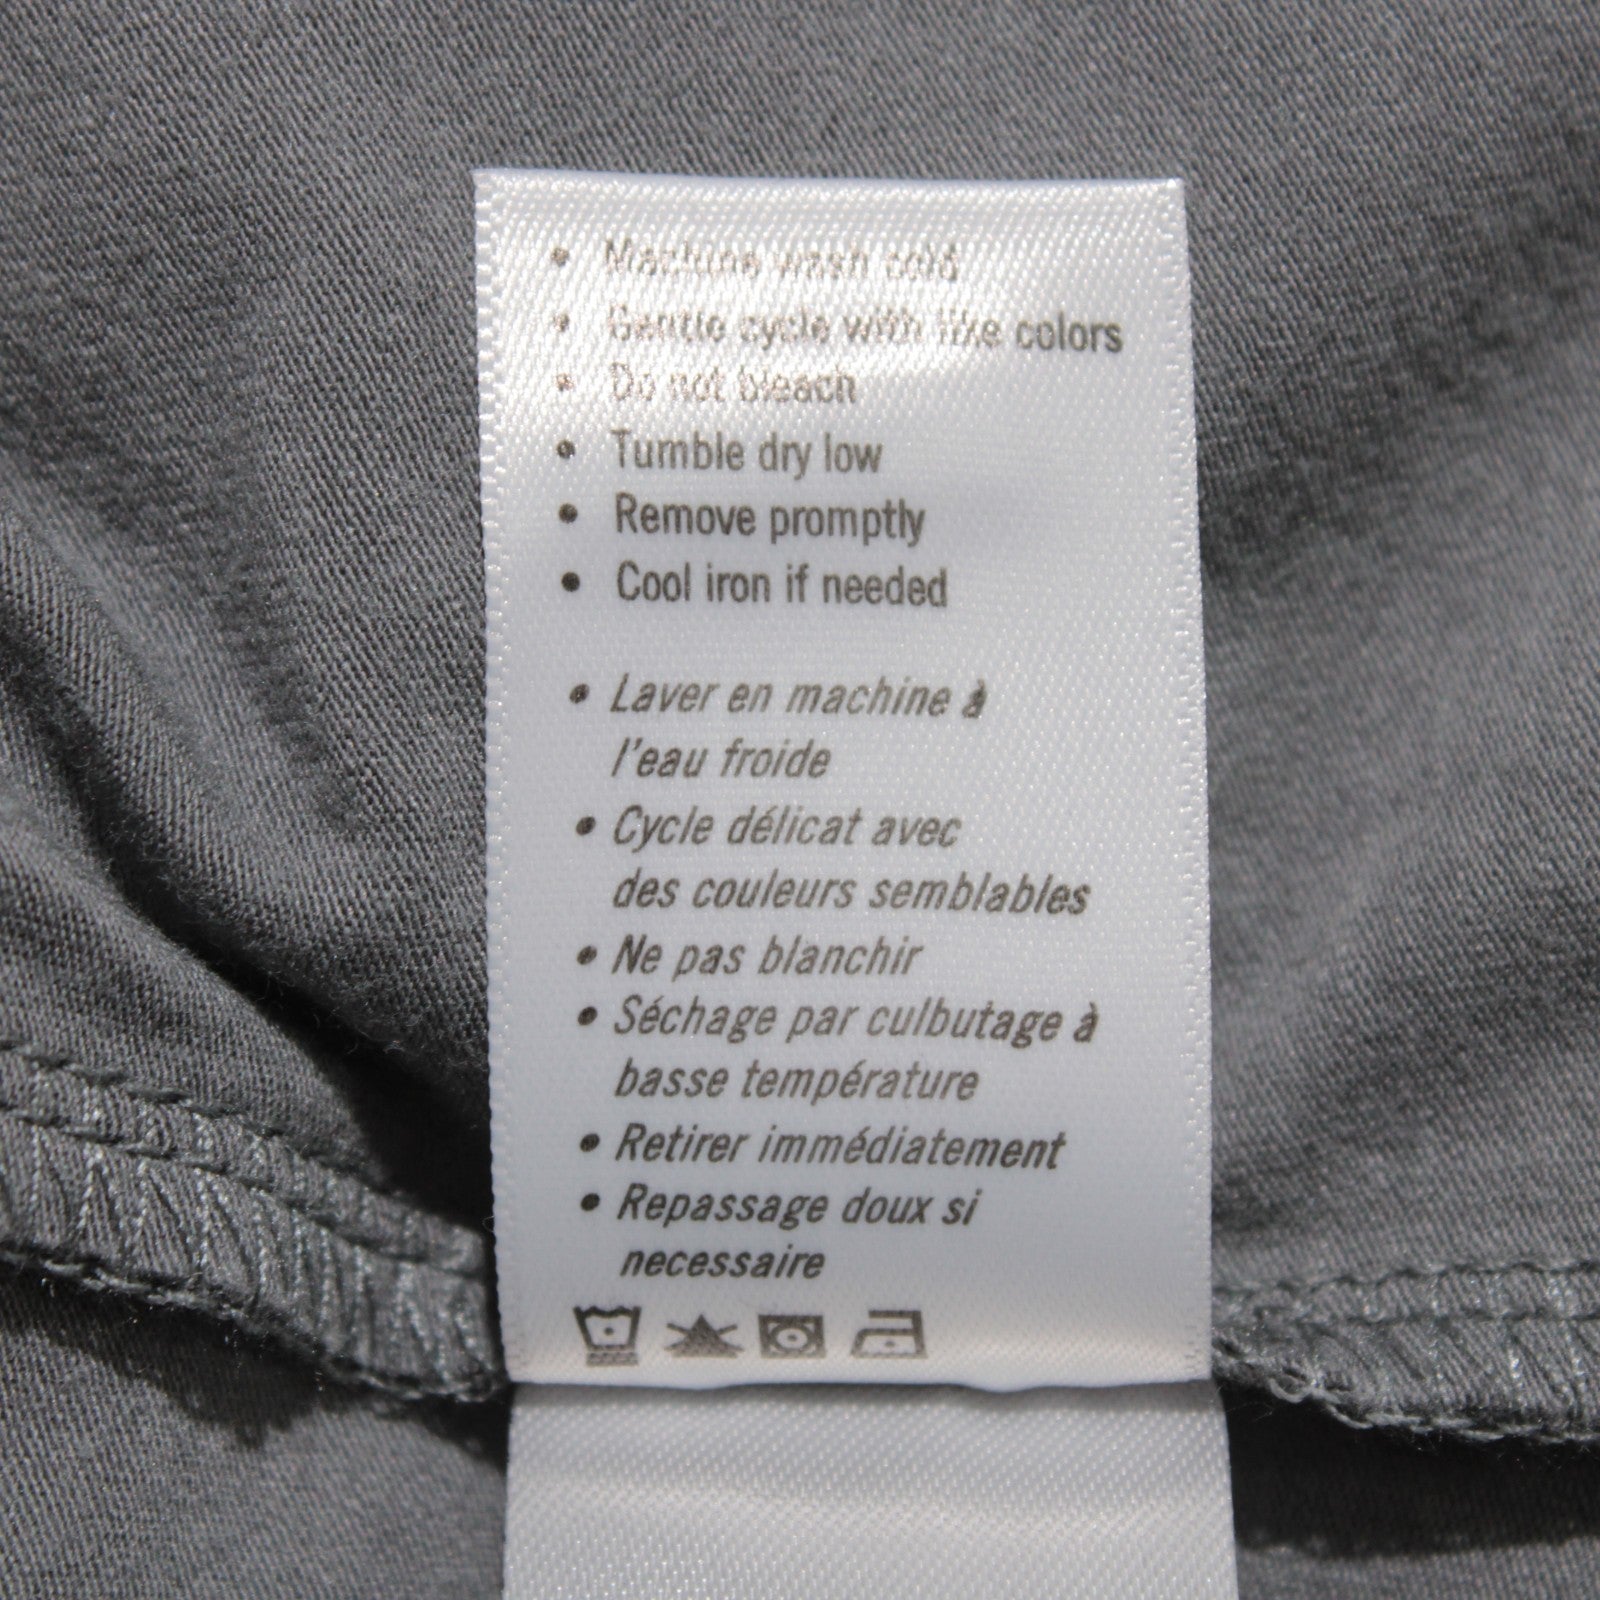 • Machine wash cold
• Gentle cycle with like colors
• Do not bleach
• Tumble dry low
• Remove promptly
• Cool iron if needed
• Laver en machine à
l'eau froide
• Cycle délicat avec
des couleurs semblables
• Ne pas blanchir
• Séchage par culbutage à
basse température
• Retirer immédiatement
• Repassage doux si
necessaire